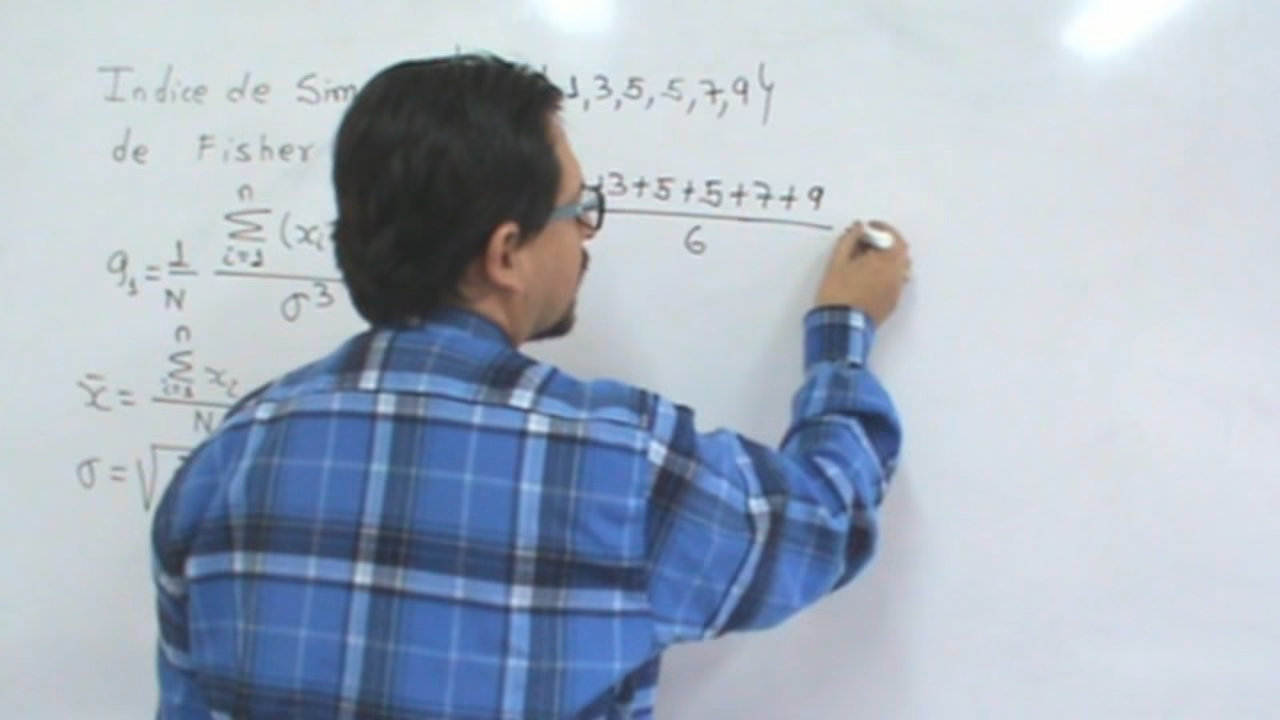 Indice de Sim
1,3,5,5,7,9}
de Fisher
+3+5+5+7+9
6
n
Σ (xi
i=1
g1 = 1
N
σ3
n
Σ xi
i=1
x̄ =
N
σ = √